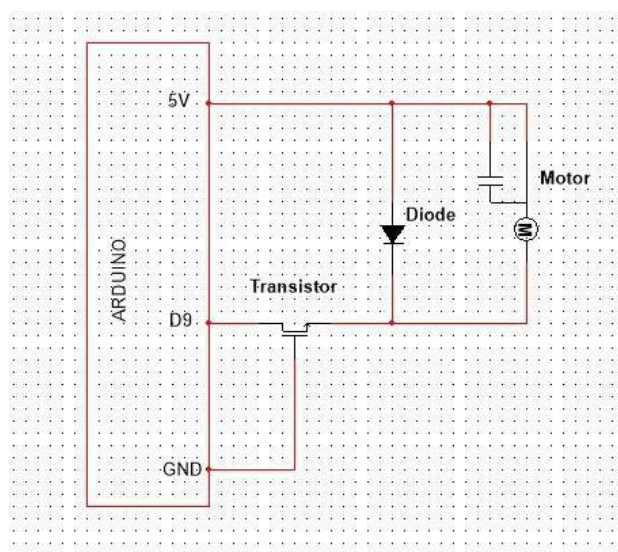 5V
Motor
Diode
Transistor
ARDUINO
D9
GND
M